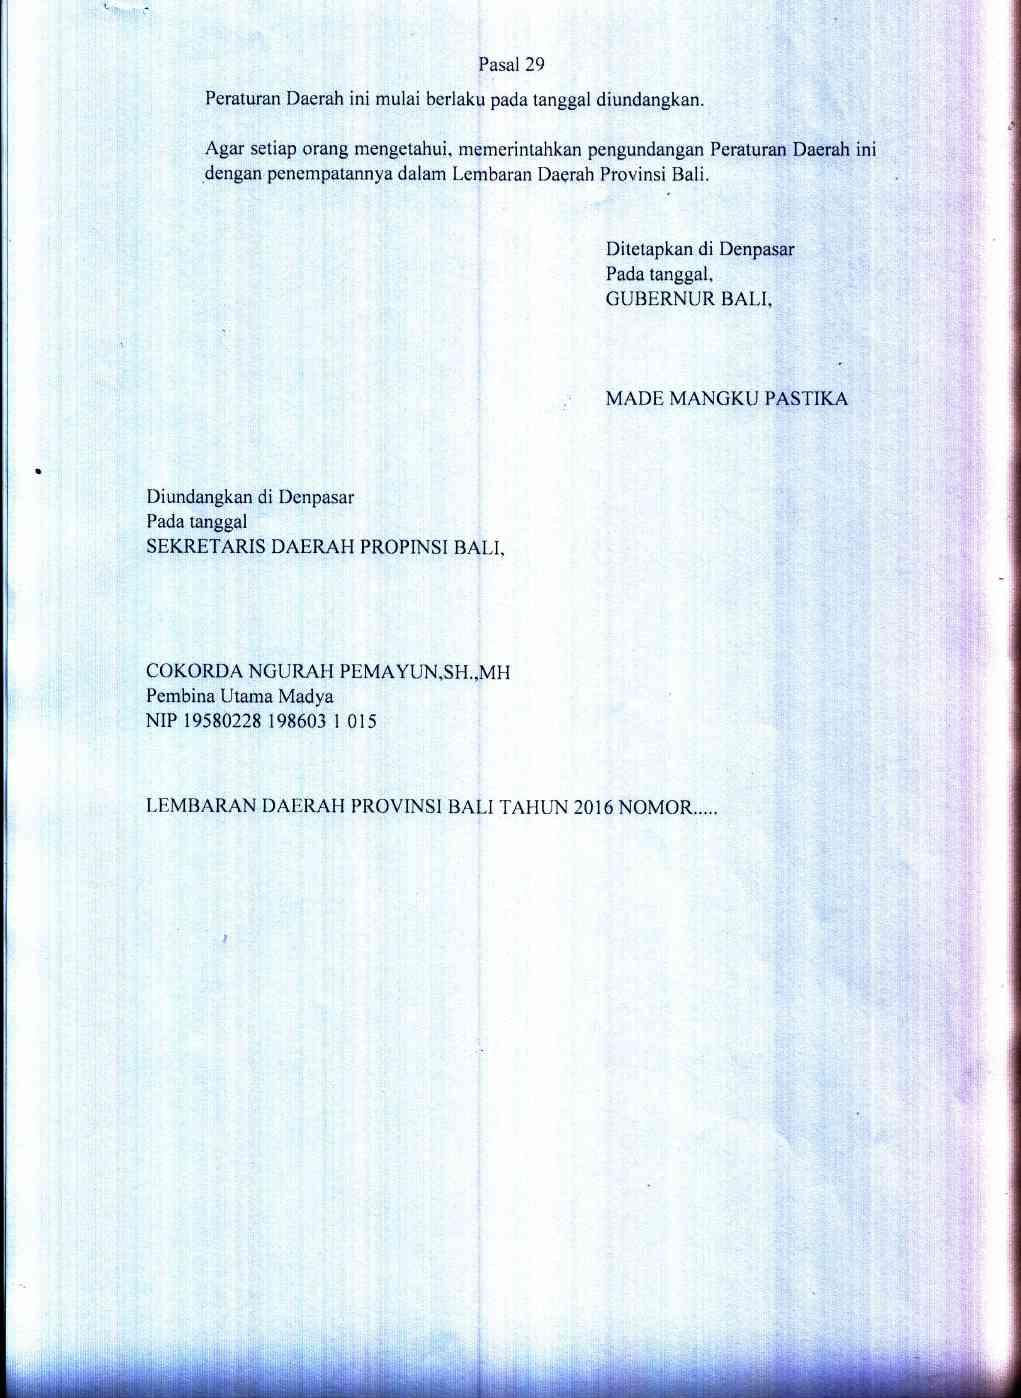 Pasal 29
Peraturan Daerah ini mulai berlaku pada tanggal diundangkan.
Agar setiap orang mengetahui, memerintahkan pengundangan Peraturan Daerah ini
dengan penempatannya dalam Lembaran Daerah Provinsi Bali.
Ditetapkan di Denpasar
Pada tanggal,
GUBERNUR BALI,
MADE MANGKU PASTIKA
Diundangkan di Denpasar
Pada tanggal
SEKRETARIS DAERAH PROPINSI BALI,
COKORDA NGURAH PEMAYUN,SH.,MH
Pembina Utama Madya
NIP 19580228 198603 1 015
LEMBARAN DAERAH PROVINSI BALI TAHUN 2016 NOMOR.....